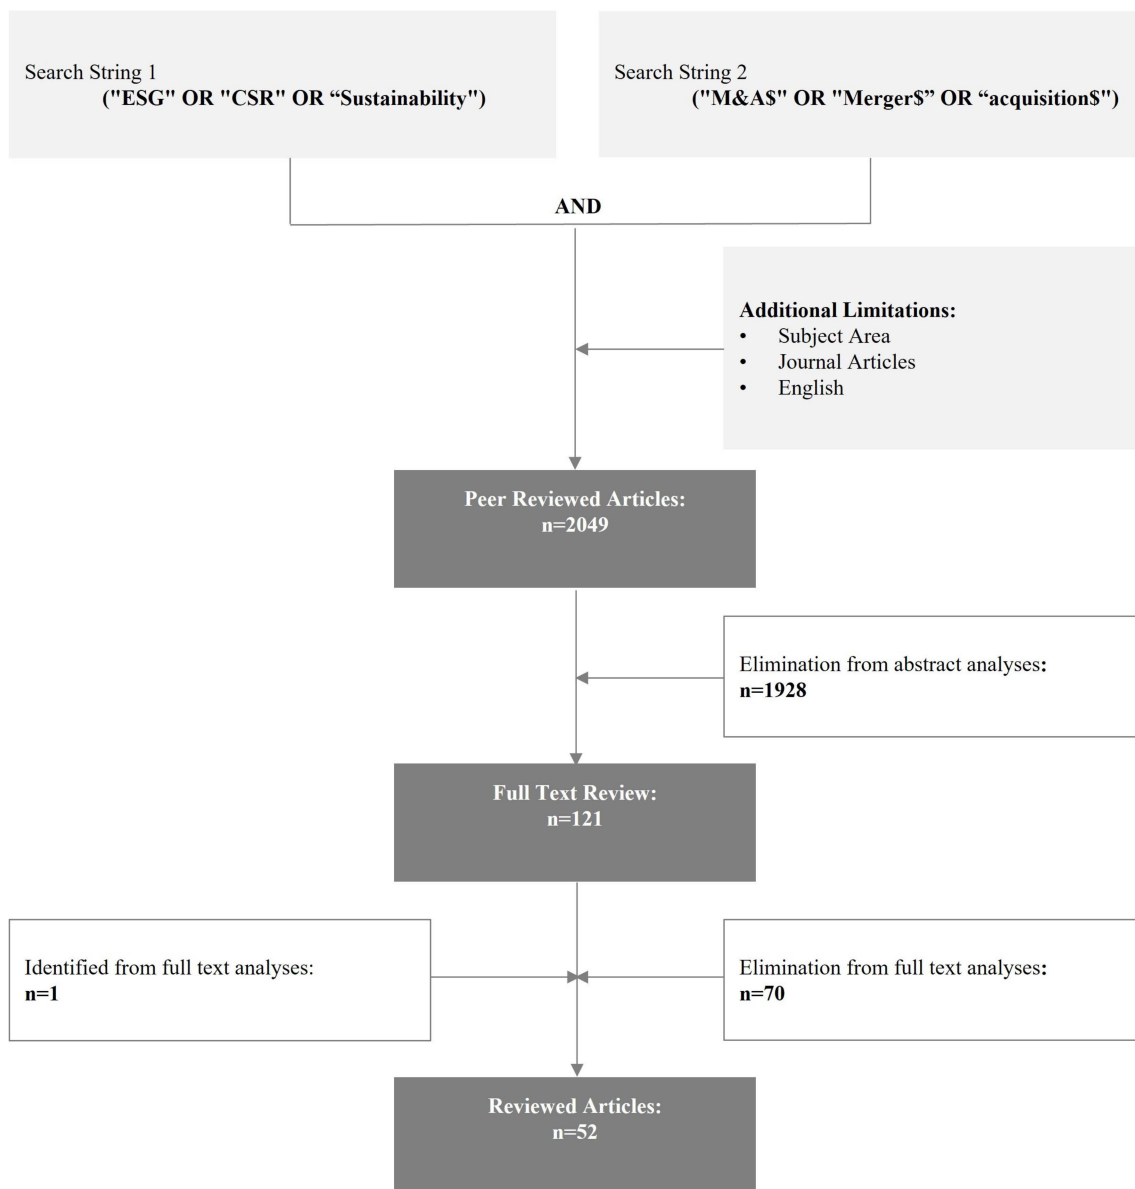 Search String 1
("ESG" OR "CSR" OR “Sustainability")
Search String 2
("M&A$" OR "Merger$” OR “acquisition$")
AND
Additional Limitations:
• Subject Area
• Journal Articles
• English
Peer Reviewed Articles:
n=2049
Elimination from abstract analyses:
n=1928
Full Text Review:
n=121
Identified from full text analyses:
n=1
Elimination from full text analyses:
n=70
Reviewed Articles:
n=52